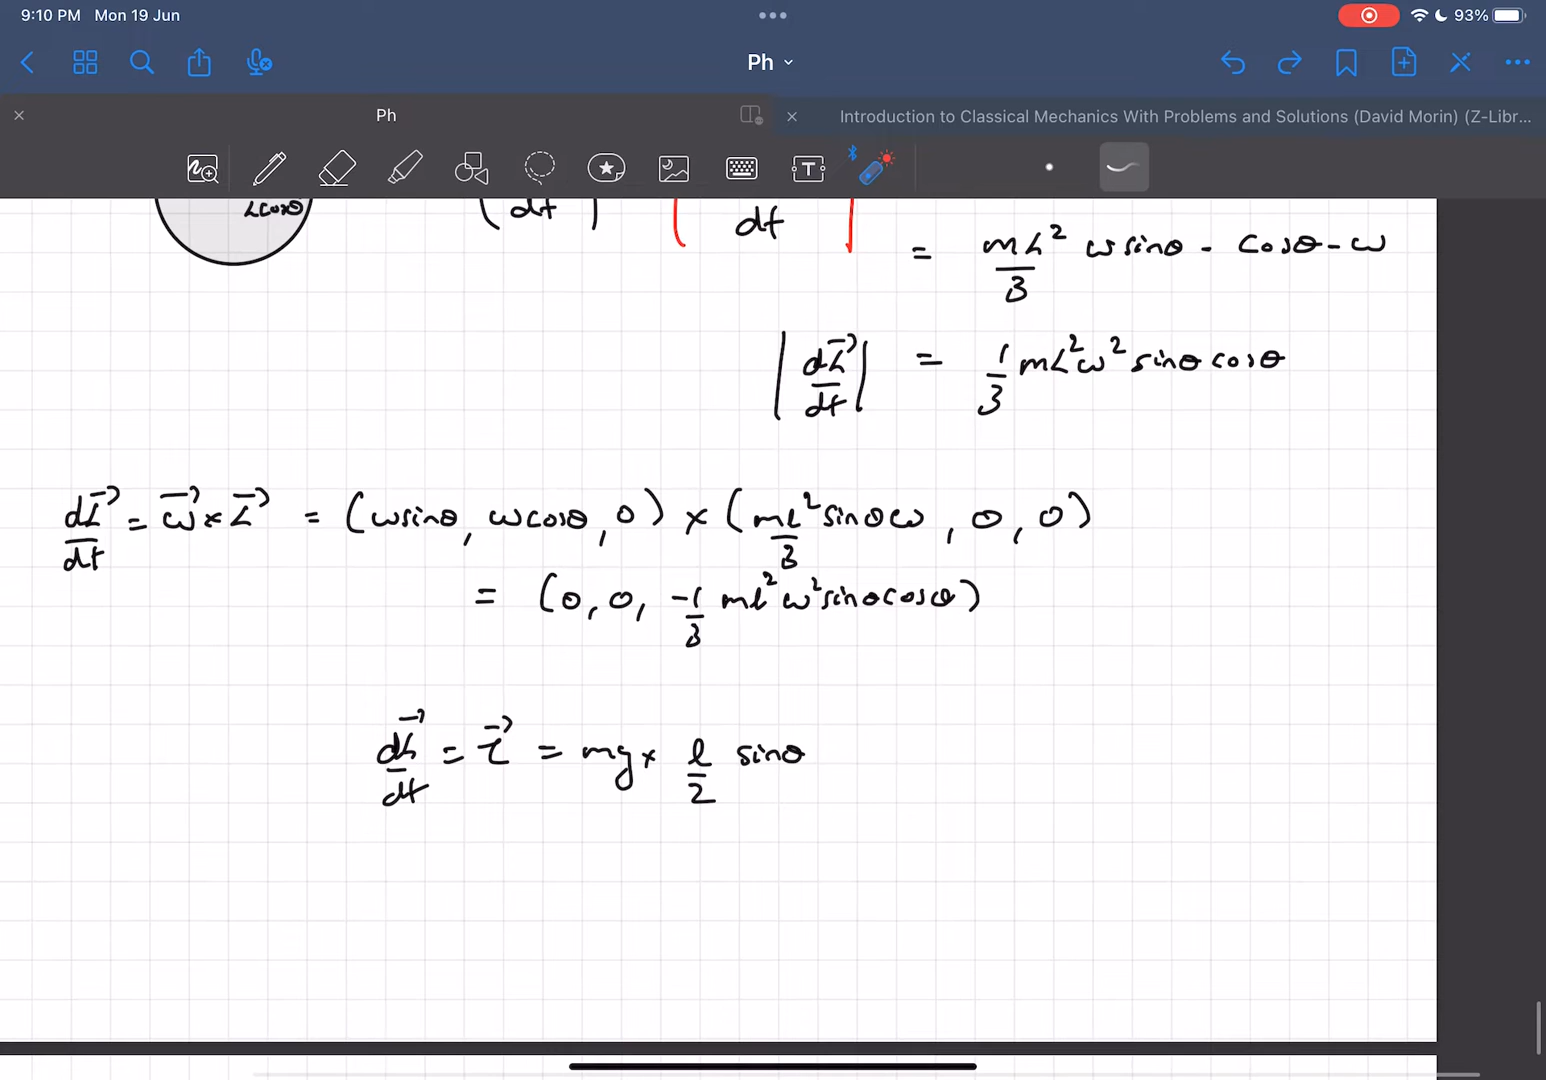 9:10 PM Mon 19 Jun
93%
Ph
Ph
Introduction to Classical Mechanics With Problems and Solutions (David Morin) (Z-Libr...
T
Lcosθ
( dt )
( dt )
= mL²/3 ω sinθ - cosθ - ω
|dL⃗/dt| = 1/3 mL²ω² sinθ cosθ
dL⃗/dt = ω⃗ × L⃗ = (ωsinθ, ωcosθ, 0) × (ml²/3 sinθω, 0, 0)
= (0, 0, -1/3 ml²ω²sinθcosθ)
dL⃗/dt = τ⃗ = mg × l/2 sinθ